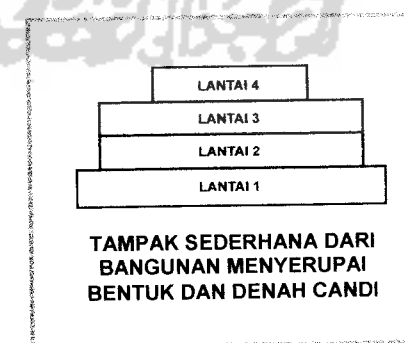 LANTAI 4
LANTAI 3
LANTAI 2
LANTAI 1
TAMPAK SEDERHANA DARI
BANGUNAN MENYERUPAI
BENTUK DAN DENAH CANDI